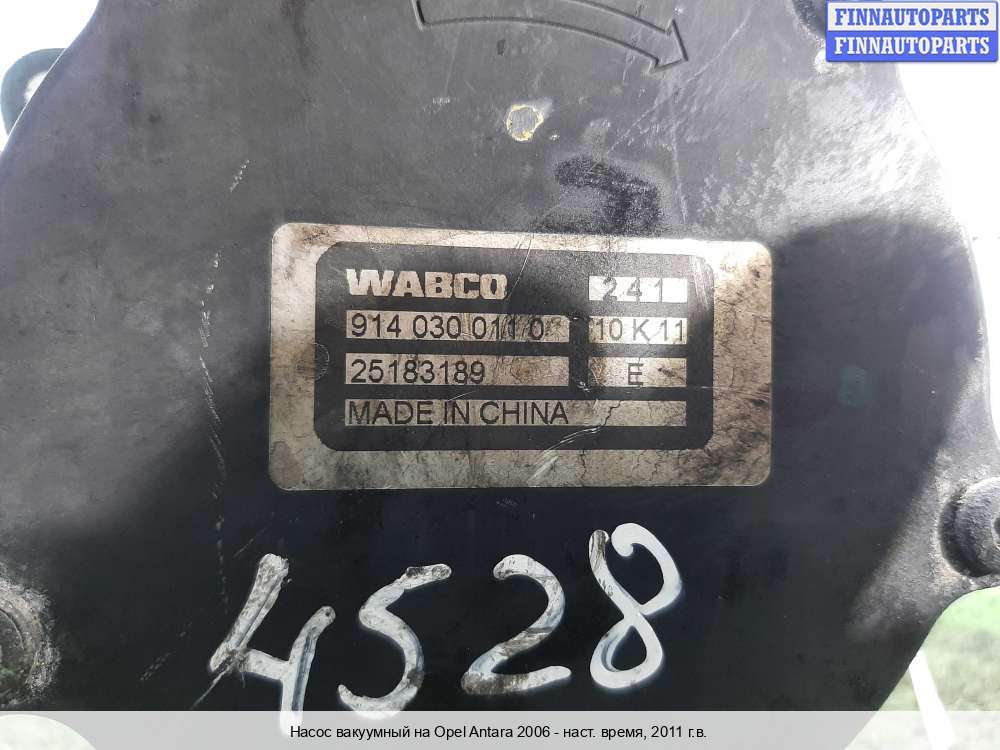 FINNAUTOPARTS
FINNAUTOPARTS
WABCO 241
914 030 011 0 10 K 11
25183189 E
MADE IN CHINA
4528
Насос вакуумный на Opel Antara 2006 - наст. время, 2011 г.в.